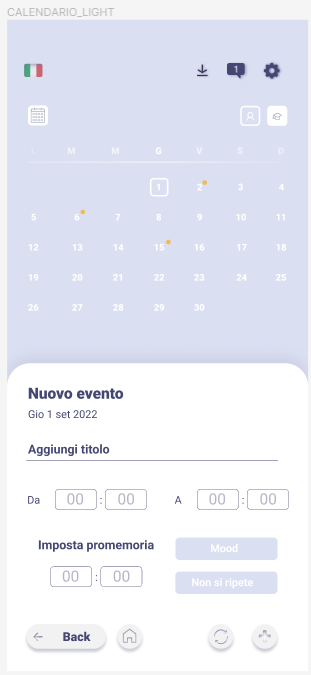 CALENDARIO_LIGHT
1
L M M G V S D
1 2 3 4
5 6 7 8 9 10 11
12 13 14 15 16 17 18
19 20 21 22 23 24 25
26 27 28 29 30
Nuovo evento
Gio 1 set 2022
Aggiungi titolo
Da 00 : 00 A 00 : 00
Imposta promemoria Mood
00 : 00 Non si ripete
Back